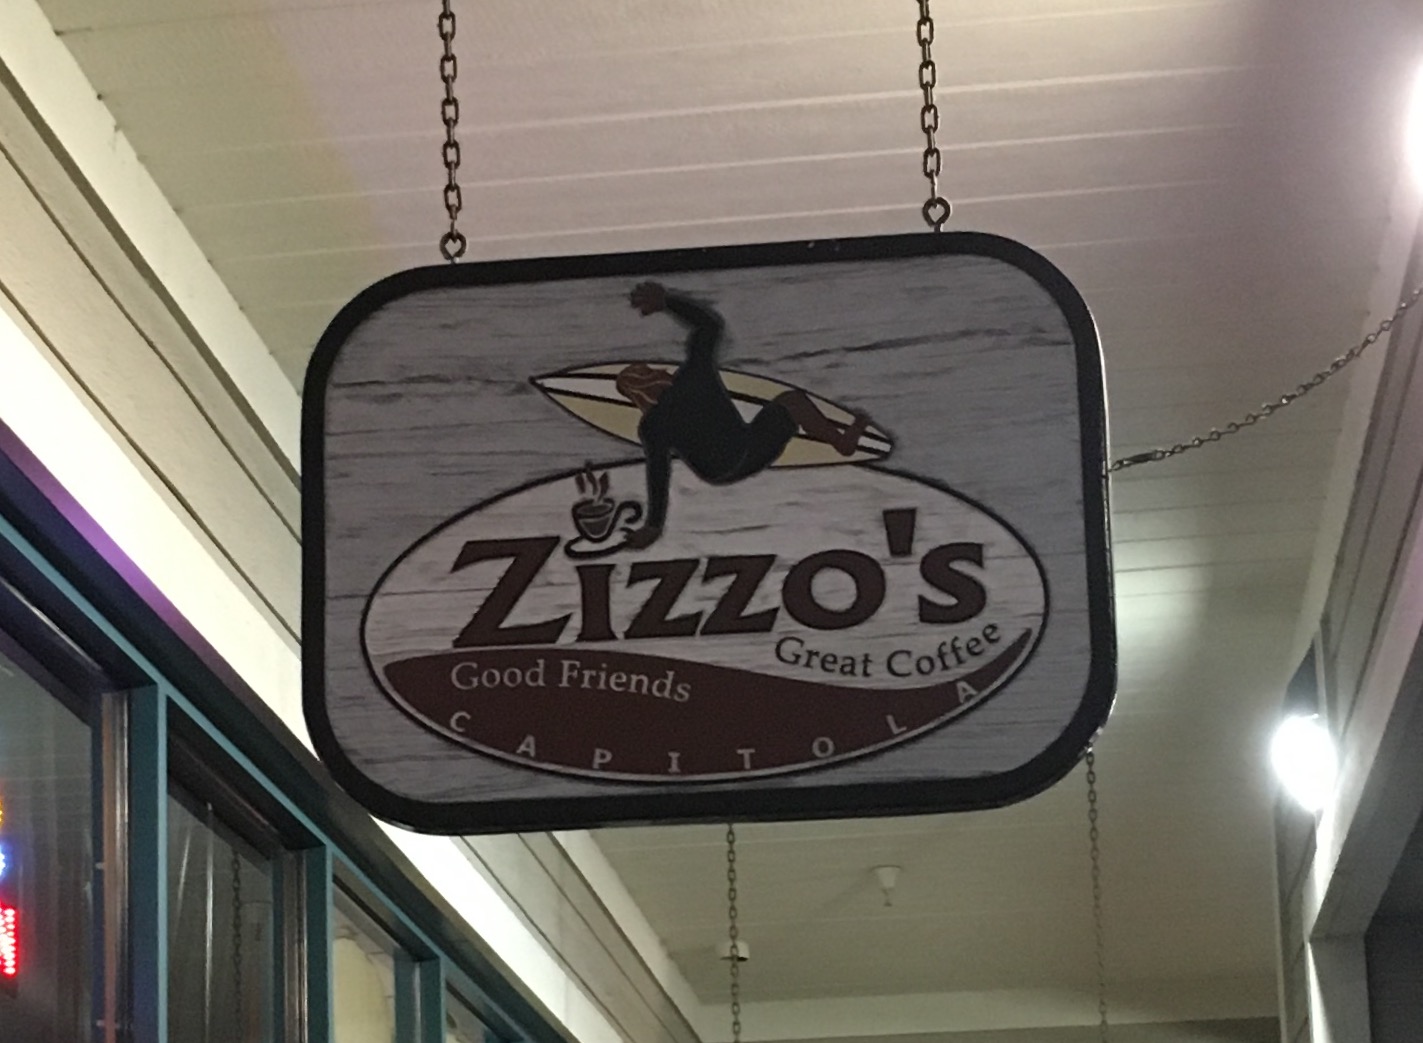 Zizzo's
Good Friends
Great Coffee
CAPITOLA